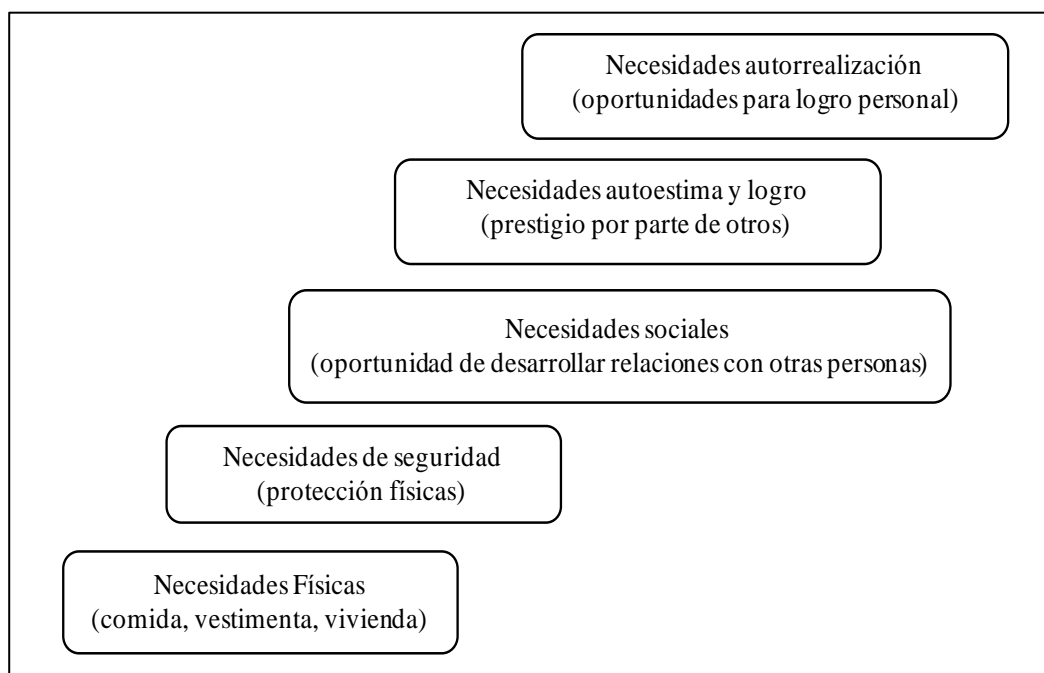 Necesidades autorrealización
(oportunidades para logro personal)
Necesidades autoestima y logro
(prestigio por parte de otros)
Necesidades sociales
(oportunidad de desarrollar relaciones con otras personas)
Necesidades de seguridad
(protección físicas)
Necesidades Físicas
(comida, vestimenta, vivienda)